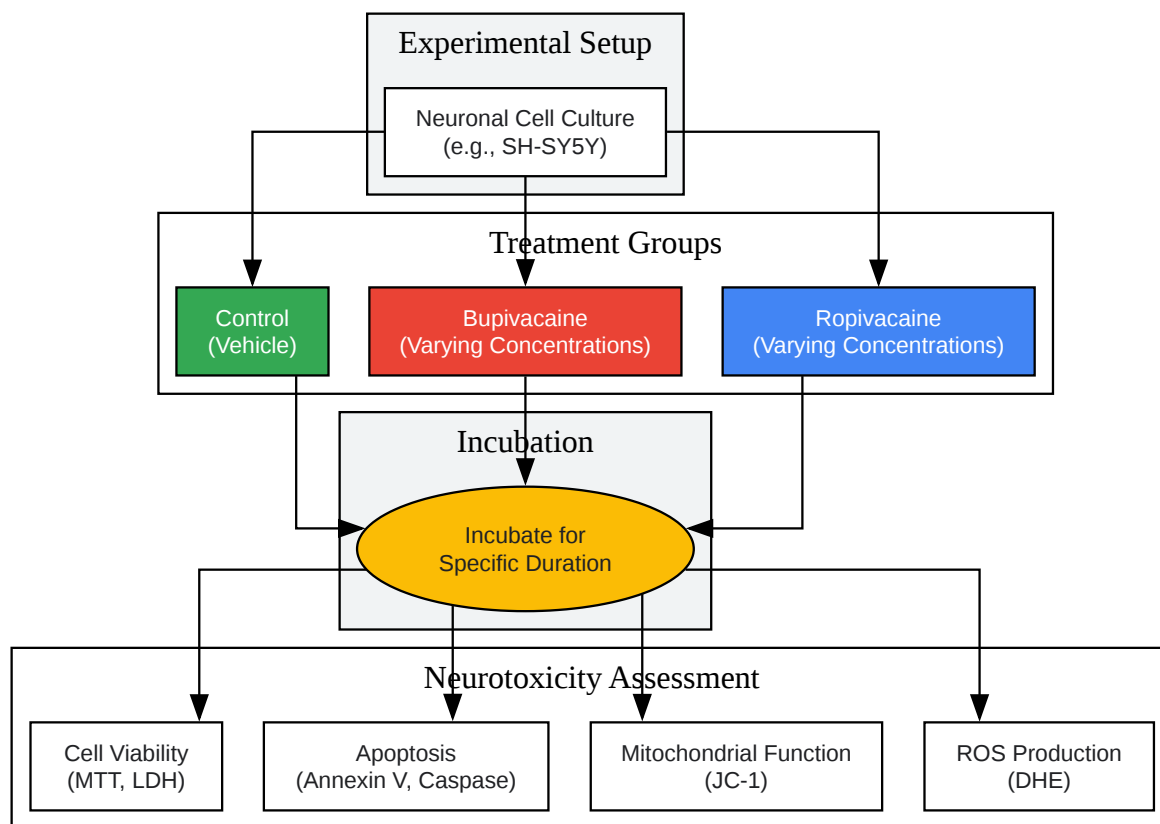 Experimental Setup
Neuronal Cell Culture
(e.g., SH-SY5Y)
Treatment Groups
Control
(Vehicle)
Bupivacaine
(Varying Concentrations)
Ropivacaine
(Varying Concentrations)
Incubation
Incubate for
Specific Duration
Neurotoxicity Assessment
Cell Viability
(MTT, LDH)
Apoptosis
(Annexin V, Caspase)
Mitochondrial Function
(JC-1)
ROS Production
(DHE)